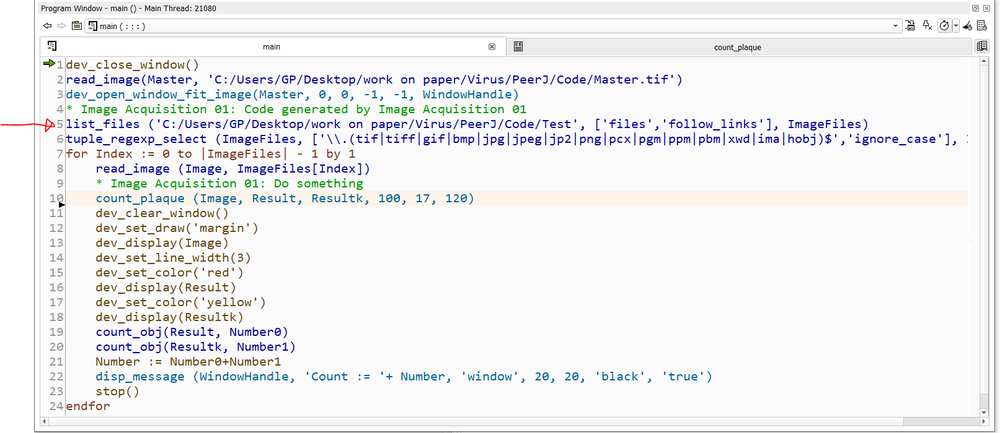 Program Window - main () - Main Thread: 21080
main ( : : : )
main
count_plaque
1 dev_close_window()
2 read_image(Master, 'C:/Users/GP/Desktop/work on paper/Virus/PeerJ/Code/Master.tif')
3 dev_open_window_fit_image(Master, 0, 0, -1, -1, WindowHandle)
4 * Image Acquisition 01: Code generated by Image Acquisition 01
5 list_files ('C:/Users/GP/Desktop/work on paper/Virus/PeerJ/Code/Test', ['files','follow_links'], ImageFiles)
6 tuple_regexp_select (ImageFiles, ['\\.(tif|tiff|gif|bmp|jpg|jpeg|jp2|png|pcx|pgm|ppm|pbm|xwd|ima|hobj)$','ignore_case'],
7 for Index := 0 to |ImageFiles| - 1 by 1
8 read_image (Image, ImageFiles[Index])
9 * Image Acquisition 01: Do something
10 count_plaque (Image, Result, Resultk, 100, 17, 120)
11 dev_clear_window()
12 dev_set_draw('margin')
13 dev_display(Image)
14 dev_set_line_width(3)
15 dev_set_color('red')
16 dev_display(Result)
17 dev_set_color('yellow')
18 dev_display(Resultk)
19 count_obj(Result, Number0)
20 count_obj(Resultk, Number1)
21 Number := Number0+Number1
22 disp_message (WindowHandle, 'Count := '+ Number, 'window', 20, 20, 'black', 'true')
23 stop()
24 endfor